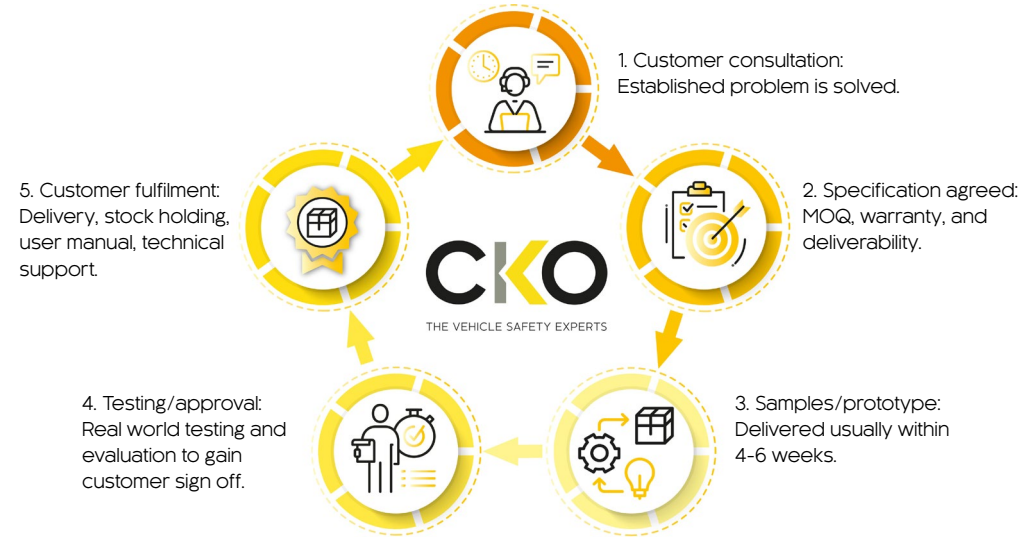 1. Customer consultation:
Established problem is solved.
2. Specification agreed:
MOQ, warranty, and
deliverability.
3. Samples/prototype:
Delivered usually within
4-6 weeks.
4. Testing/approval:
Real world testing and
evaluation to gain
customer sign off.
5. Customer fulfilment:
Delivery, stock holding,
user manual, technical
support.
CKO
THE VEHICLE SAFETY EXPERTS